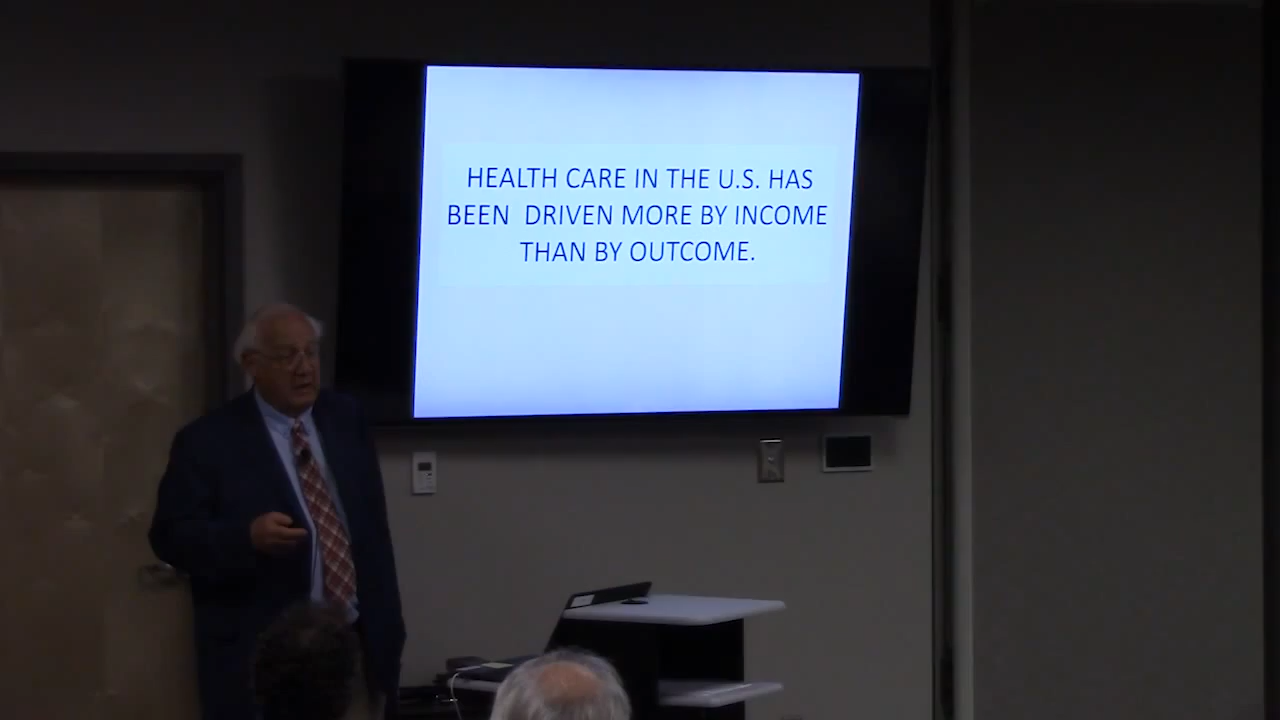 HEALTH CARE IN THE U.S. HAS
BEEN  DRIVEN MORE BY INCOME
THAN BY OUTCOME.